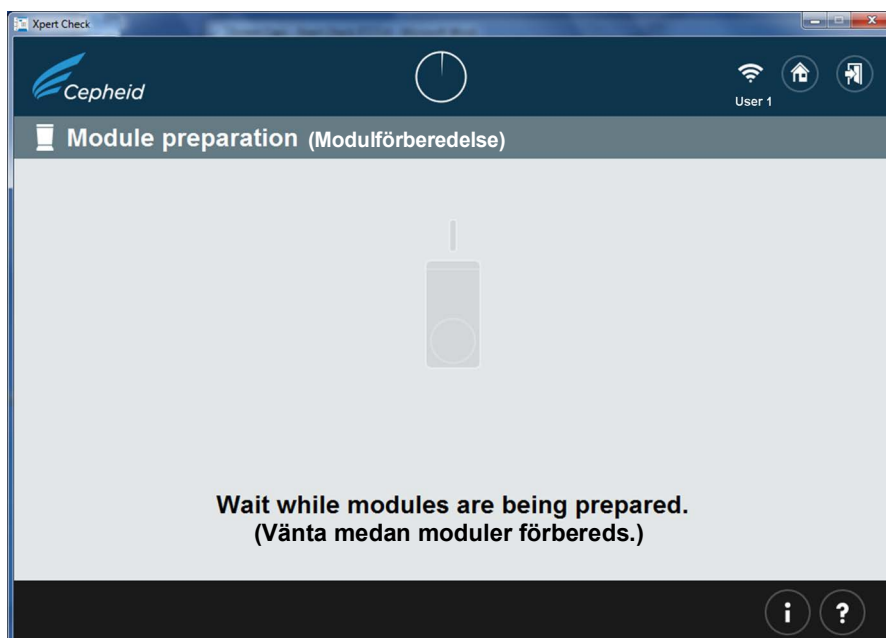 Xpert Check
Cepheid
User 1
Module preparation (Modulförberedelse)
Wait while modules are being prepared.
(Vänta medan moduler förbereds.)
i ?